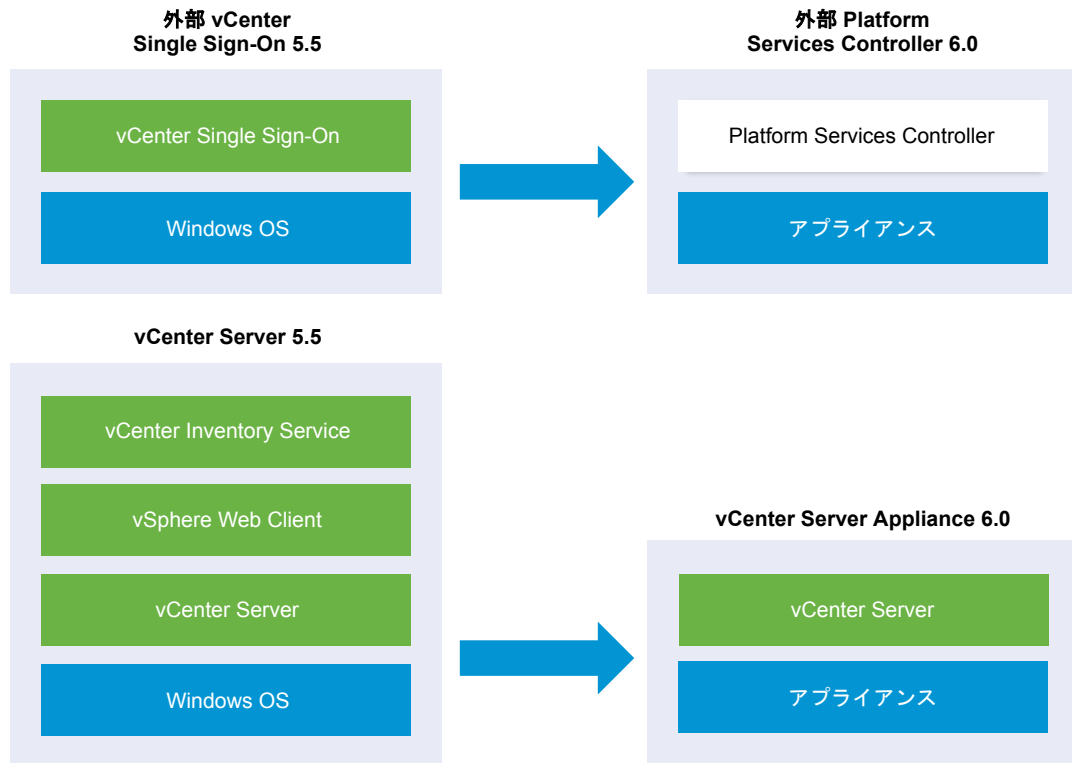 外部 vCenter
Single Sign-On 5.5
外部 Platform
Services Controller 6.0
vCenter Single Sign-On
Windows OS
Platform Services Controller
アプライアンス
vCenter Server 5.5
vCenter Inventory Service
vSphere Web Client
vCenter Server
Windows OS
vCenter Server Appliance 6.0
vCenter Server
アプライアンス